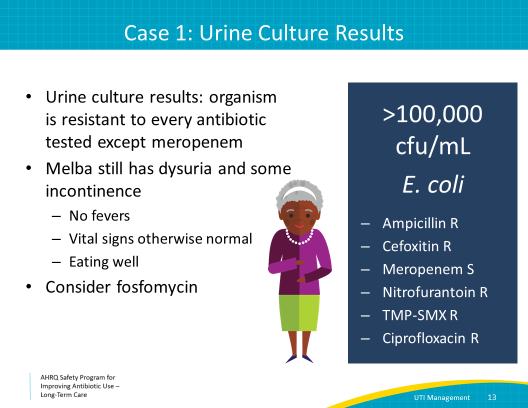 Case 1: Urine Culture Results
• Urine culture results: organism
is resistant to every antibiotic
tested except meropenem
• Melba still has dysuria and some
incontinence
– No fevers
– Vital signs otherwise normal
– Eating well
• Consider fosfomycin
>100,000
cfu/mL
E. coli
– Ampicillin R
– Cefoxitin R
– Meropenem S
– Nitrofurantoin R
– TMP-SMX R
– Ciprofloxacin R
AHRQ Safety Program for
Improving Antibiotic Use –
Long-Term Care
UTI Management 13